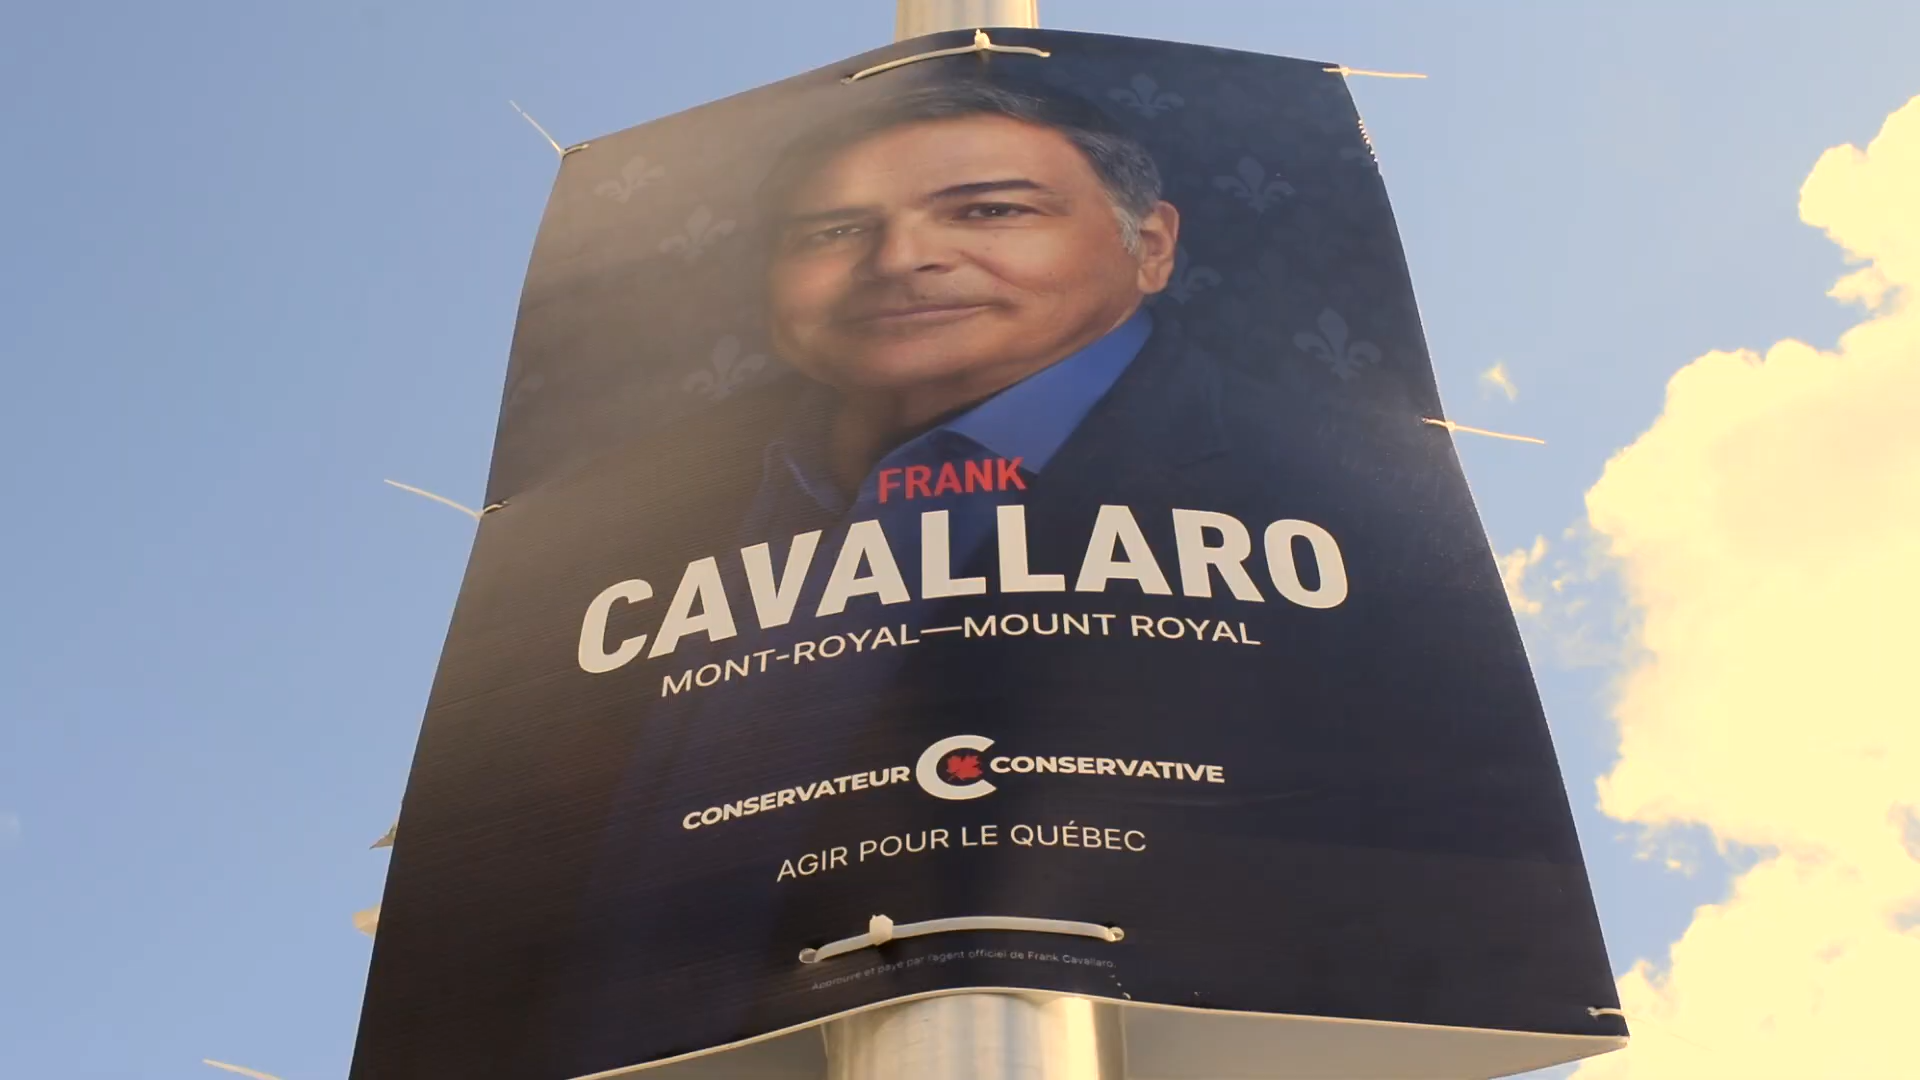 FRANK
CAVALLARO
MONT-ROYAL—MOUNT ROYAL
CONSERVATEUR C CONSERVATIVE
AGIR POUR LE QUÉBEC
Approuvé et payé par l'agent officiel de Frank Cavallaro.